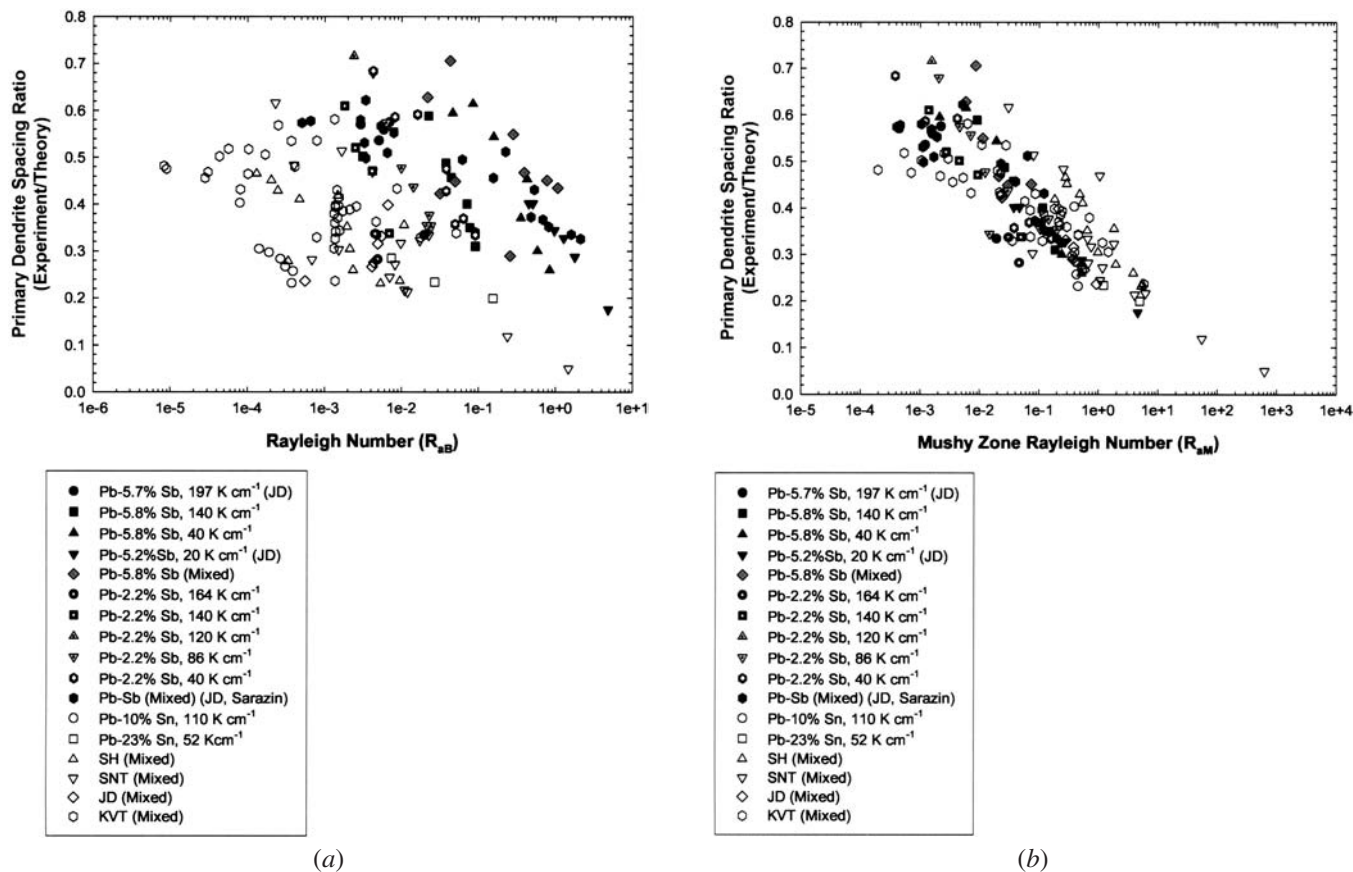 0.8
0.7
0.6
0.5
0.4
0.3
0.2
0.1
0.0
Primary Dendrite Spacing Ratio
(Experiment/Theory)
1e-6 1e-5 1e-4 1e-3 1e-2 1e-1 1e+0 1e+1
Rayleigh Number (RaB)
Pb-5.7% Sb, 197 K cm⁻¹ (JD)
Pb-5.8% Sb, 140 K cm⁻¹
Pb-5.8% Sb, 40 K cm⁻¹
Pb-5.2%Sb, 20 K cm⁻¹ (JD)
Pb-5.8% Sb (Mixed)
Pb-2.2% Sb, 164 K cm⁻¹
Pb-2.2% Sb, 140 K cm⁻¹
Pb-2.2% Sb, 120 K cm⁻¹
Pb-2.2% Sb, 86 K cm⁻¹
Pb-2.2% Sb, 40 K cm⁻¹
Pb-Sb (Mixed) (JD, Sarazin)
Pb-10% Sn, 110 K cm⁻¹
Pb-23% Sn, 52 Kcm⁻¹
SH (Mixed)
SNT (Mixed)
JD (Mixed)
KVT (Mixed)
(a)
0.8
0.7
0.6
0.5
0.4
0.3
0.2
0.1
0.0
Primary Dendrite Spacing Ratio
(Experiment/Theory)
1e-5 1e-4 1e-3 1e-2 1e-1 1e+0 1e+1 1e+2 1e+3 1e+4
Mushy Zone Rayleigh Number (RaM)
Pb-5.7% Sb, 197 K cm⁻¹ (JD)
Pb-5.8% Sb, 140 K cm⁻¹
Pb-5.8% Sb, 40 K cm⁻¹
Pb-5.2%Sb, 20 K cm⁻¹ (JD)
Pb-5.8% Sb (Mixed)
Pb-2.2% Sb, 164 K cm⁻¹
Pb-2.2% Sb, 140 K cm⁻¹
Pb-2.2% Sb, 120 K cm⁻¹
Pb-2.2% Sb, 86 K cm⁻¹
Pb-2.2% Sb, 40 K cm⁻¹
Pb-Sb (Mixed) (JD, Sarazin)
Pb-10% Sn, 110 K cm⁻¹
Pb-23% Sn, 52 K cm⁻¹
SH (Mixed)
SNT (Mixed)
JD (Mixed)
KVT (Mixed)
(b)